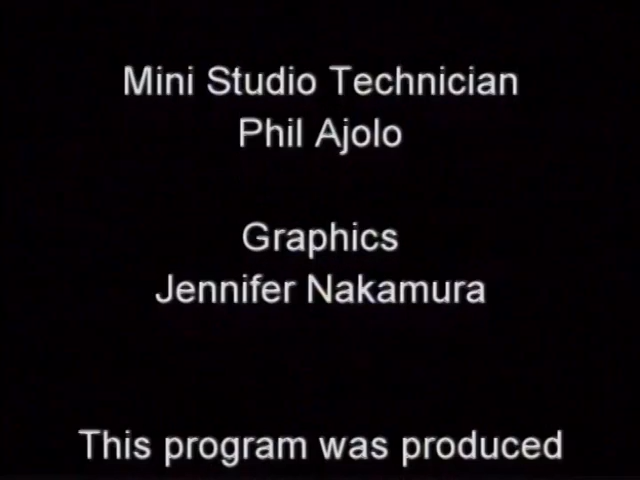 Mini Studio Technician
Phil Ajolo
Graphics
Jennifer Nakamura
This program was produced